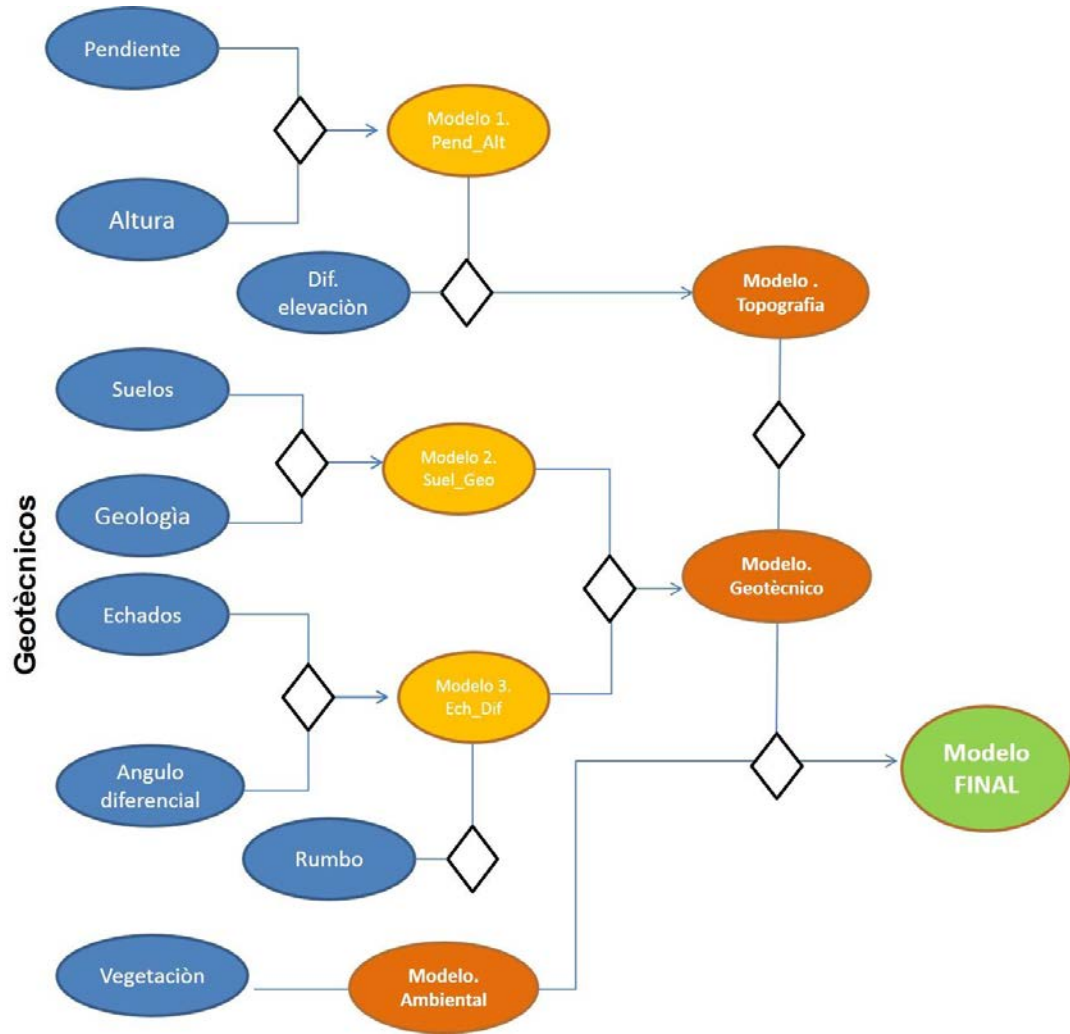 Pendiente
Altura
Modelo 1.
Pend_Alt
Dif.
elevaciòn
Modelo .
Topografia
Geotècnicos
Suelos
Geologìa
Modelo 2.
Suel_Geo
Echados
Angulo
diferencial
Modelo 3.
Ech_Dif
Rumbo
Modelo.
Geotècnico
Vegetaciòn
Modelo.
Ambiental
Modelo
FINAL